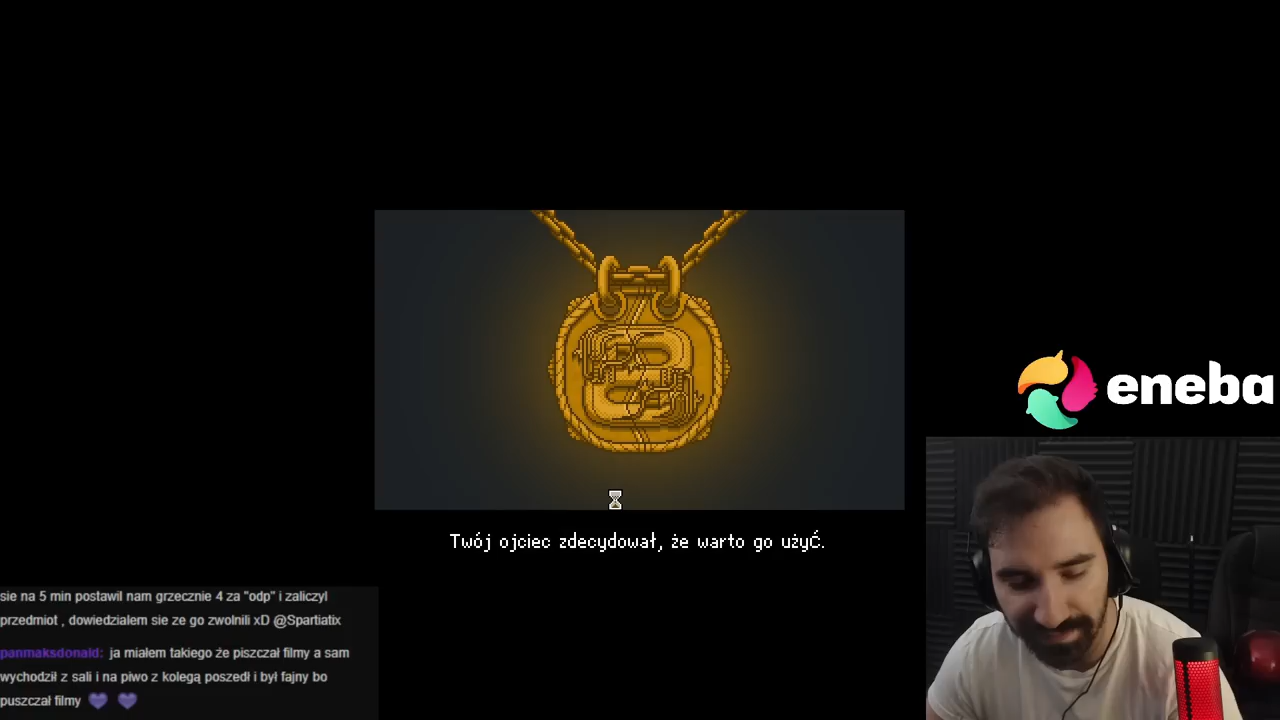 eneba
Twój ojciec zdecydował, że warto go użyć.
sie na 5 min postawil nam grzecznie 4 za "odp" i zaliczyl
przedmiot , dowiedzialem sie ze go zwolnili xD @Spartiatix
panmaksdonald: ja miałem takiego że piszczał filmy a sam
wychodził z sali i na piwo z kolegą poszedł i był fajny bo
puszczał filmy